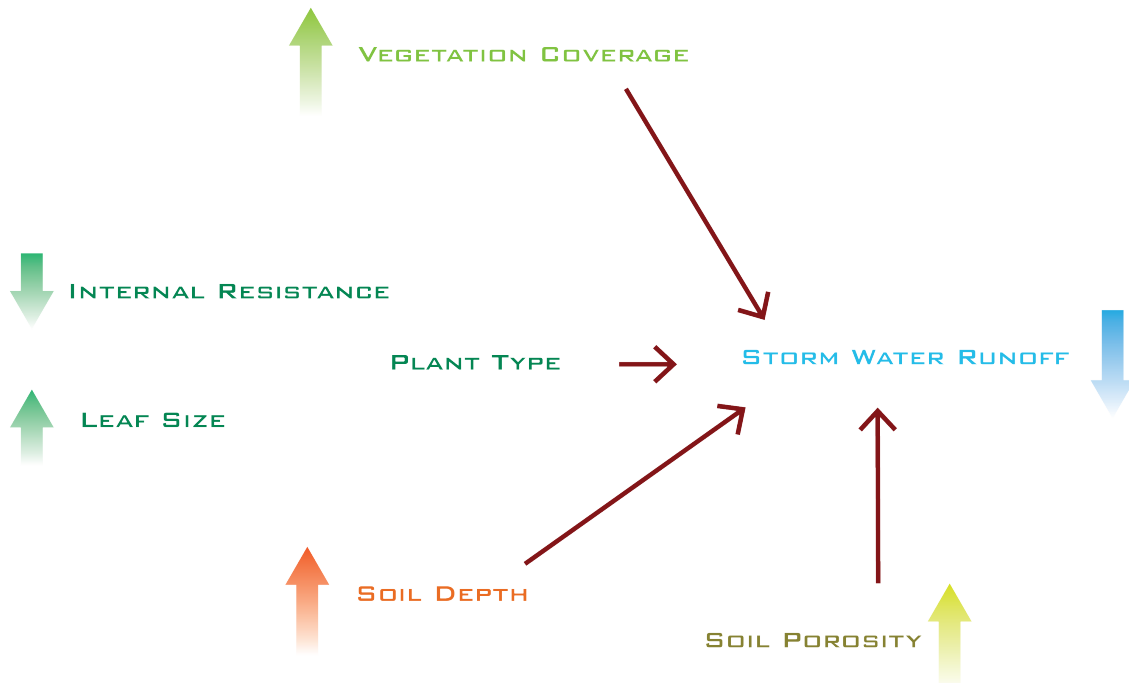 Vegetation Coverage
Internal Resistance
Plant Type
Storm Water Runoff
Leaf Size
Soil Depth
Soil Porosity